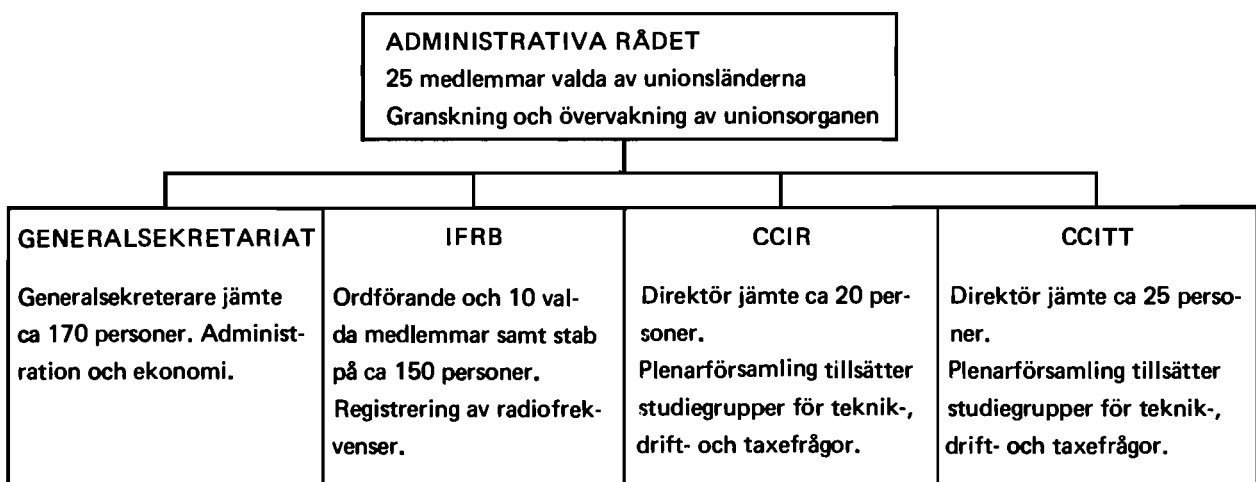 ADMINISTRATIVA RÅDET
25 medlemmar valda av unionsländerna
Granskning och övervakning av unionsorganen
GENERALSEKRETARIAT
Generalsekreterare jämte
ca 170 personer. Administ-
ration och ekonomi.
IFRB
Ordförande och 10 val-
da medlemmar samt stab
på ca 150 personer.
Registrering av radiofrek-
venser.
CCIR
Direktör jämte ca 20 per-
soner.
Plenarförsamling tillsätter
studiegrupper för teknik-,
drift- och taxefrågor.
CCITT
Direktör jämte ca 25 perso-
ner.
Plenarförsamling tillsätter
studiegrupper för teknik-,
drift- och taxefrågor.